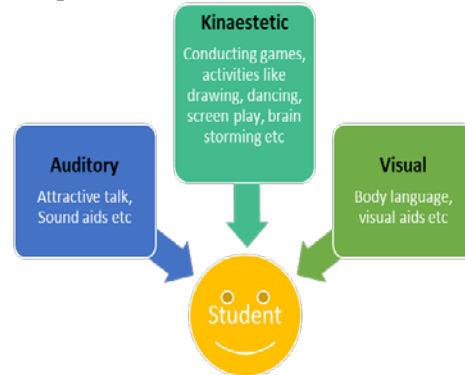 Kinaestetic
Conducting games,
activities like
drawing, dancing,
screen play, brain
storming etc
Auditory
Attractive talk,
Sound aids etc
Visual
Body language,
visual aids etc
Student